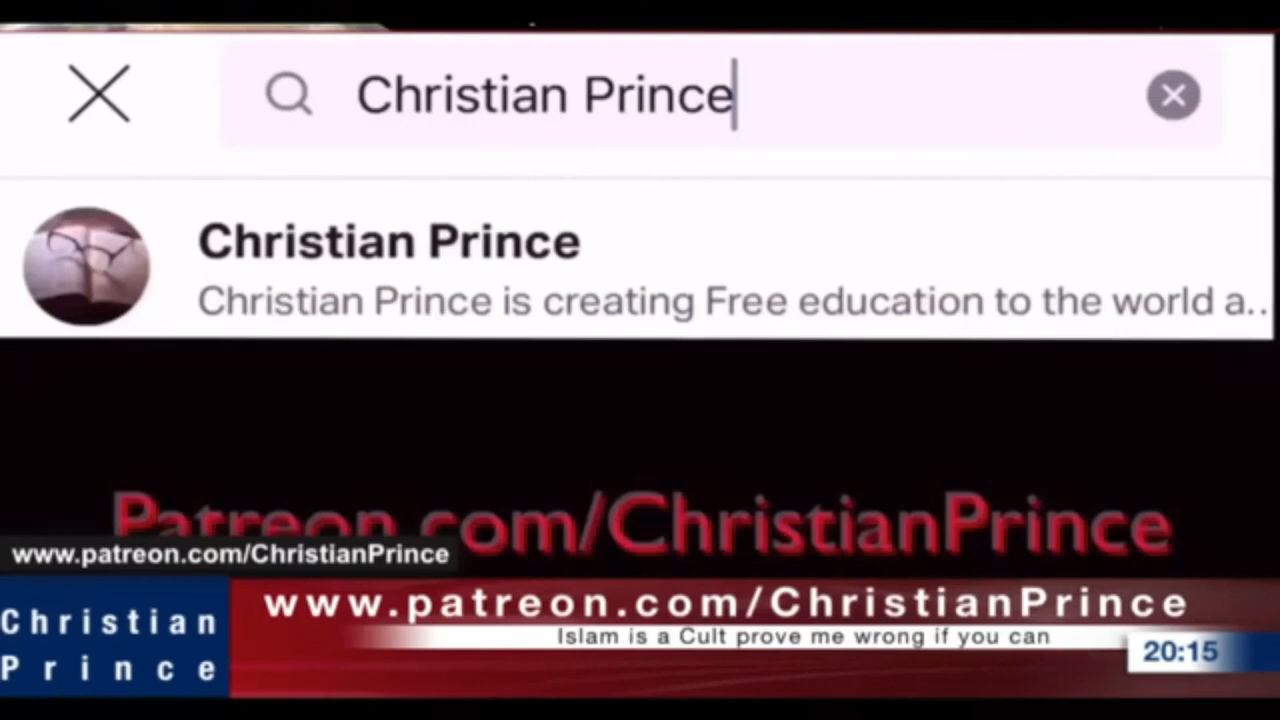 Christian Prince
Christian Prince
Christian Prince is creating Free education to the world a..
Patreon.com/ChristianPrince
www.patreon.com/ChristianPrince
Christian
Prince
www.patreon.com/ChristianPrince
Islam is a Cult prove me wrong if you can
20:15